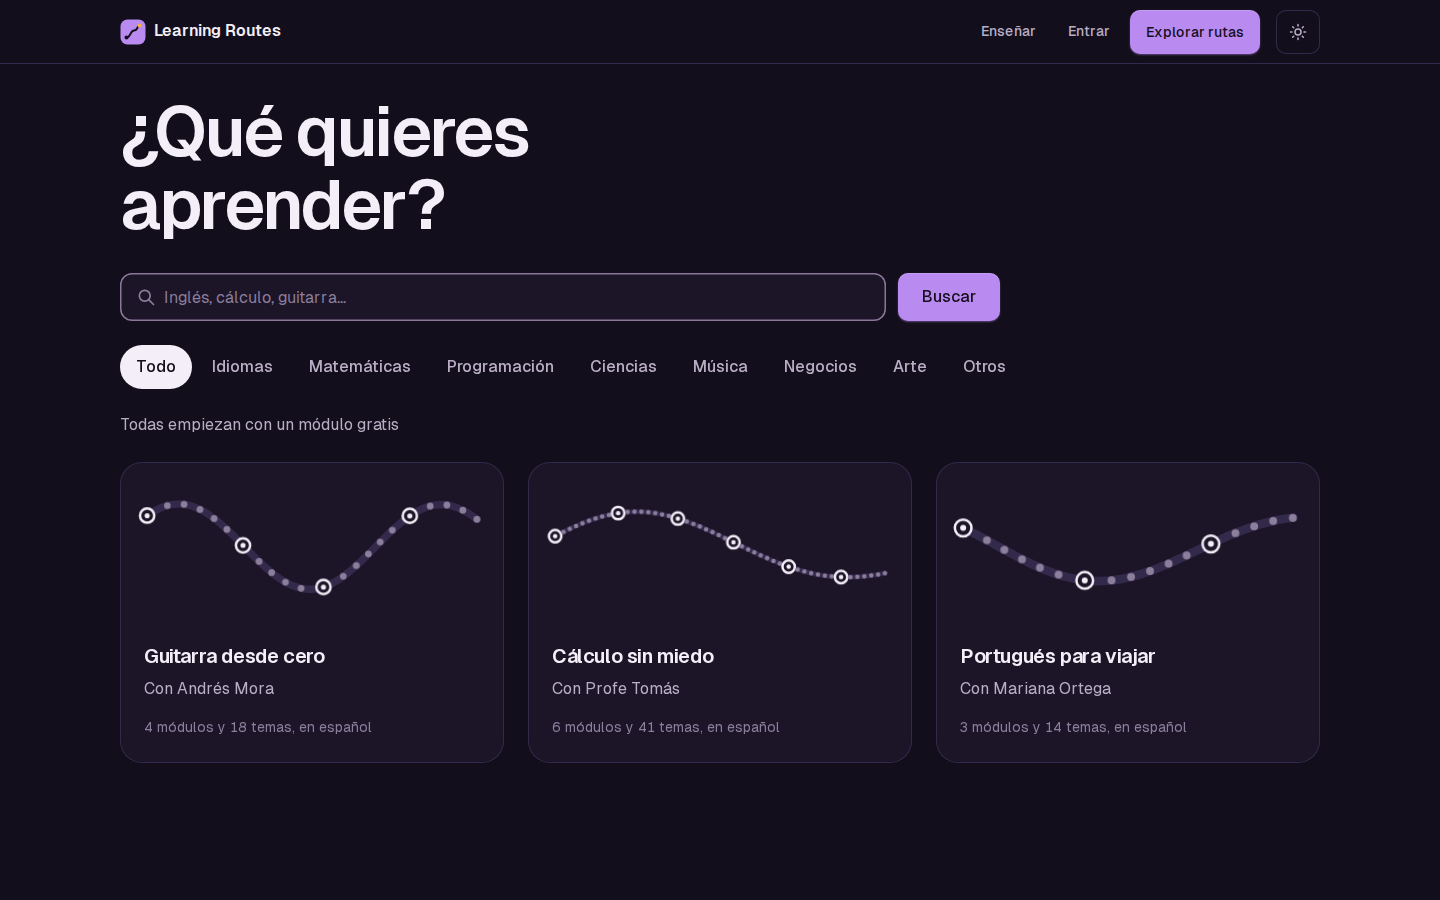 Learning Routes
Enseñar
Entrar
Explorar rutas
¿Qué quieres
aprender?
Inglés, cálculo, guitarra...
Buscar
Todo
Idiomas
Matemáticas
Programación
Ciencias
Música
Negocios
Arte
Otros
Todas empiezan con un módulo gratis
Guitarra desde cero
Con Andrés Mora
4 módulos y 18 temas, en español
Cálculo sin miedo
Con Profe Tomás
6 módulos y 41 temas, en español
Portugués para viajar
Con Mariana Ortega
3 módulos y 14 temas, en español